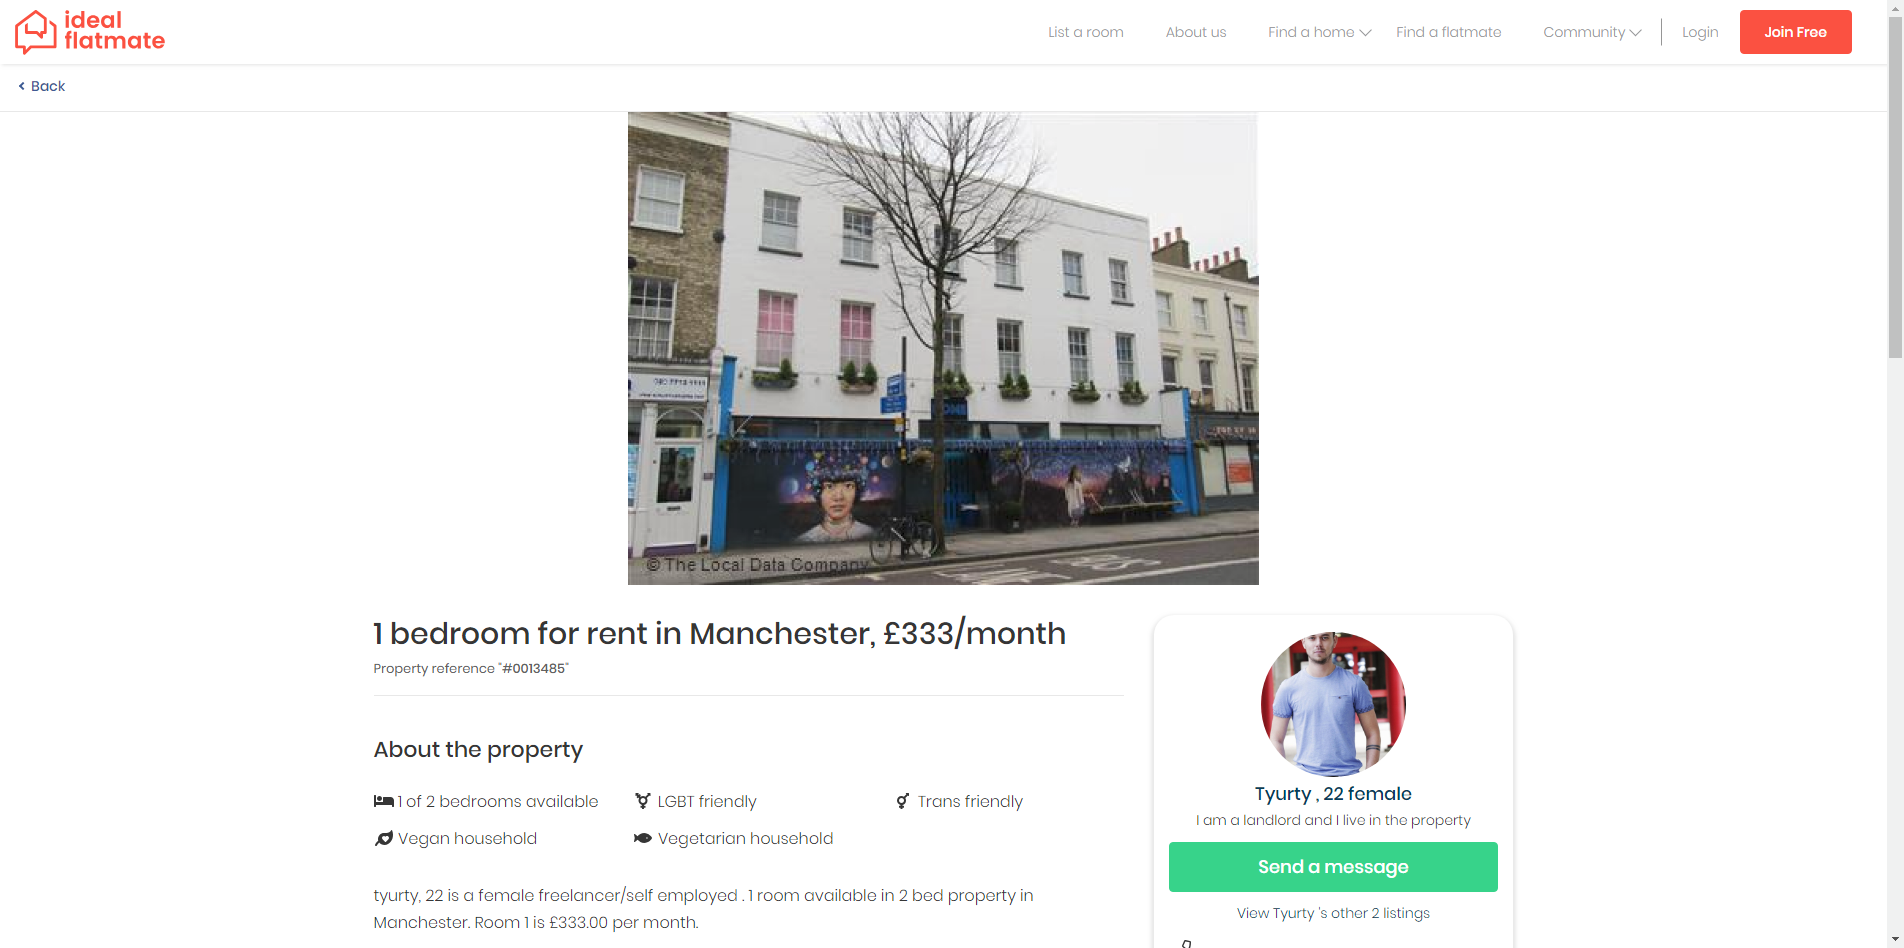 ideal
flatmate
List a room
About us
Find a home
Find a flatmate
Community
Login
Join Free
Back
HOME
© The Local Data Company
1 bedroom for rent in Manchester, £333/month
Property reference "#0013485"
About the property
1 of 2 bedrooms available
LGBT friendly
Trans friendly
Vegan household
Vegetarian household
tyurty, 22 is a female freelancer/self employed . 1 room available in 2 bed property in
Manchester. Room 1 is £333.00 per month.
Tyurty , 22 female
I am a landlord and I live in the property
Send a message
View Tyurty 's other 2 listings